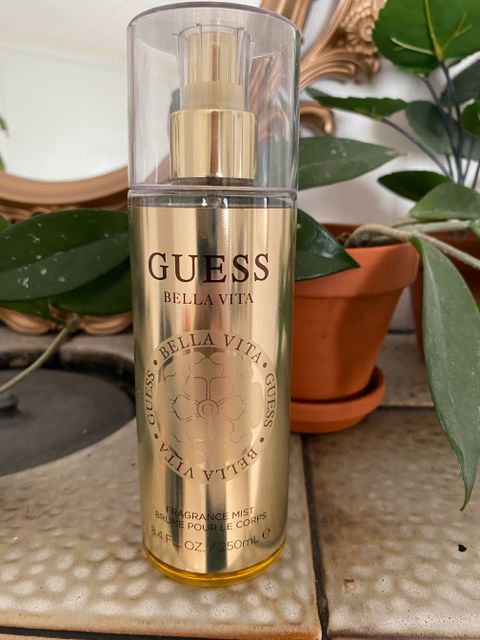 GUESS
BELLA VITA
• BELLA VITA • GUESS • BELLA VITA • GUESS
FRAGRANCE MIST
BRUME POUR LE CORPS
8.4 FL. OZ. / 250mL e